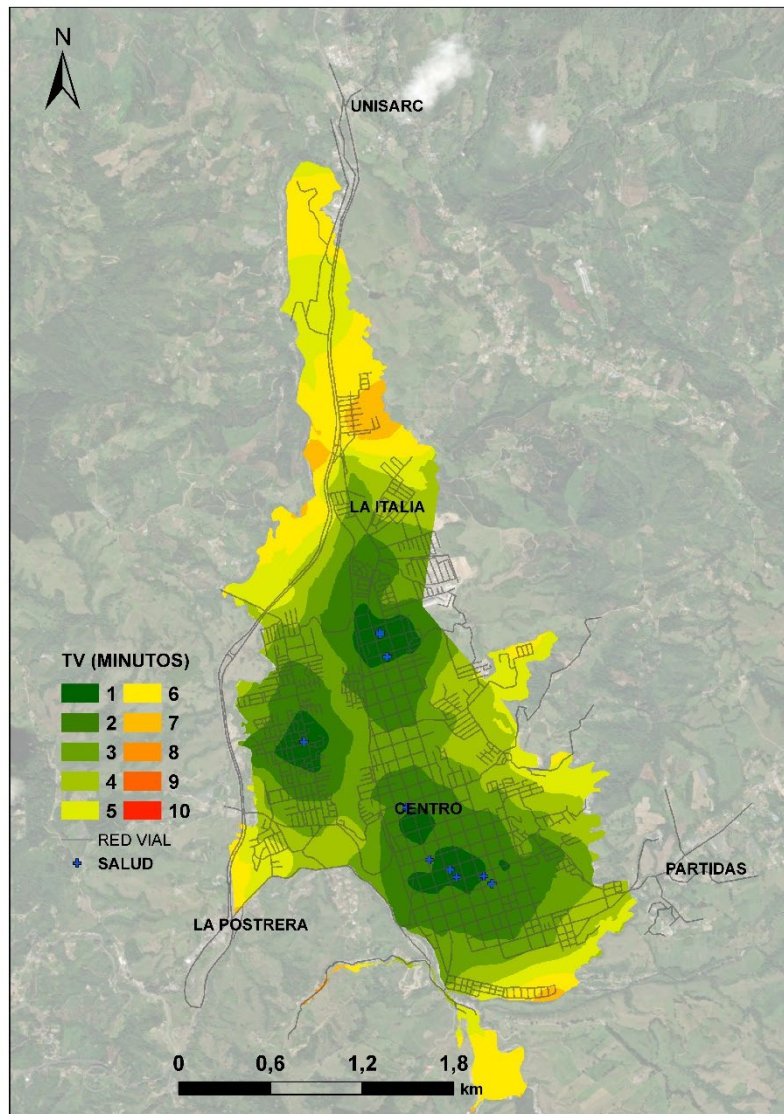 N
UNISARC
LA ITALIA
TV (MINUTOS)
1 6
2 7
3 8
4 9
5 10
RED VIAL
SALUD
CENTRO
PARTIDAS
LA POSTRERA
0 0,6 1,2 1,8
km